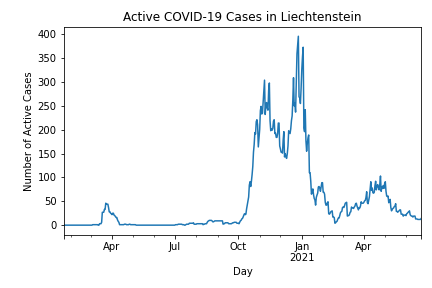 Active COVID-19 Cases in Liechtenstein
Number of Active Cases
400
350
300
250
200
150
100
50
0
Apr
Jul
Oct
Jan
2021
Apr
Day